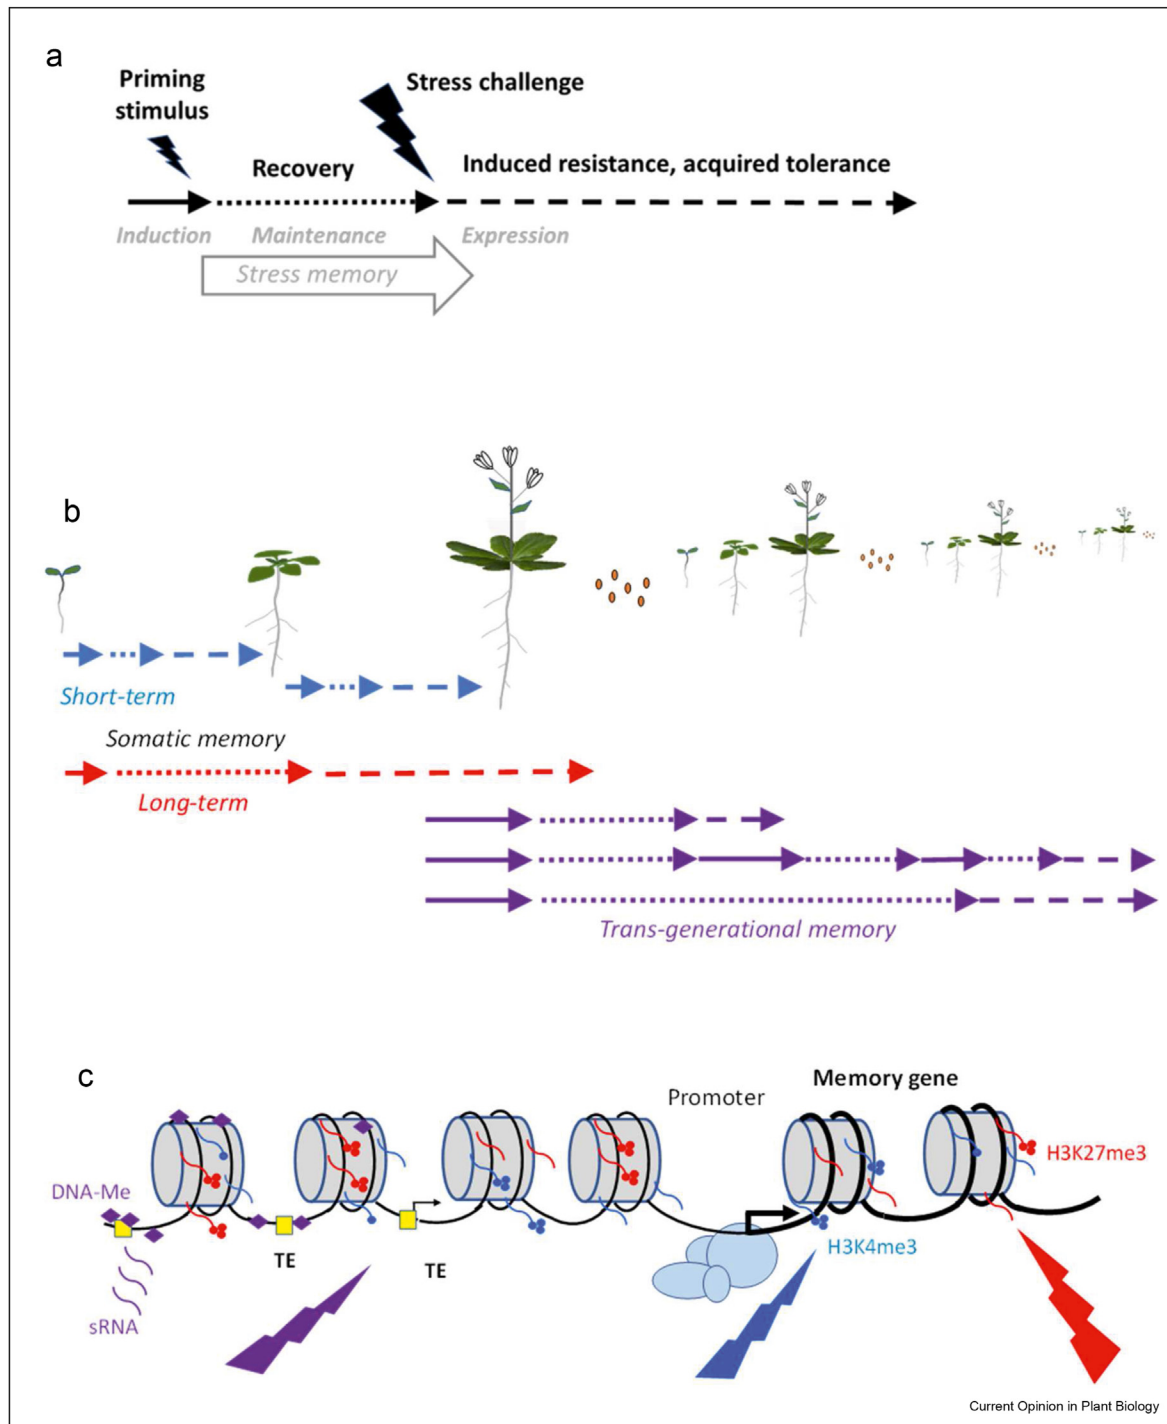 a
Priming
stimulus
Stress challenge
Recovery
Induced resistance, acquired tolerance
Induction
Maintenance
Expression
Stress memory
b
Short-term
Somatic memory
Long-term
Trans-generational memory
c
Promoter
Memory gene
H3K27me3
DNA-Me
H3K4me3
TE
TE
sRNA
Current Opinion in Plant Biology